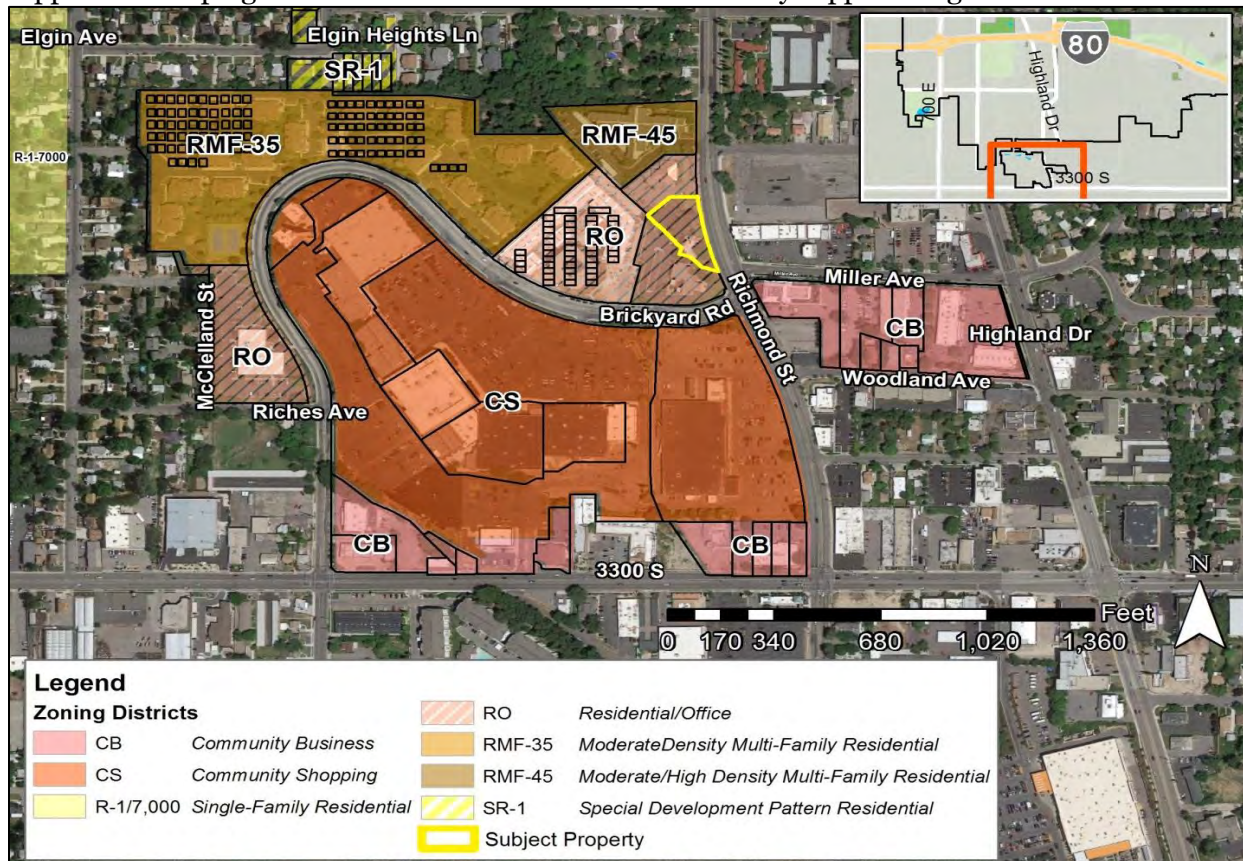 Elgin Ave
Elgin Heights Ln
SR-1
80
Highland Dr
700 E
3300 S
RMF-35
RMF-45
R-1-7000
RO
McClelland St
RO
Riches Ave
Brickyard Rd
Richmond St
Miller Ave
Miller Ave
CB
Highland Dr
Woodland Ave
CS
CB
CB
3300 S
N
Feet
0 170 340 680 1,020 1,360
Legend
Zoning Districts
CB Community Business
CS Community Shopping
R-1/7,000 Single-Family Residential
RO Residential/Office
RMF-35 ModerateDensity Multi-Family Residential
RMF-45 Moderate/High Density Multi-Family Residential
SR-1 Special Development Pattern Residential
Subject Property